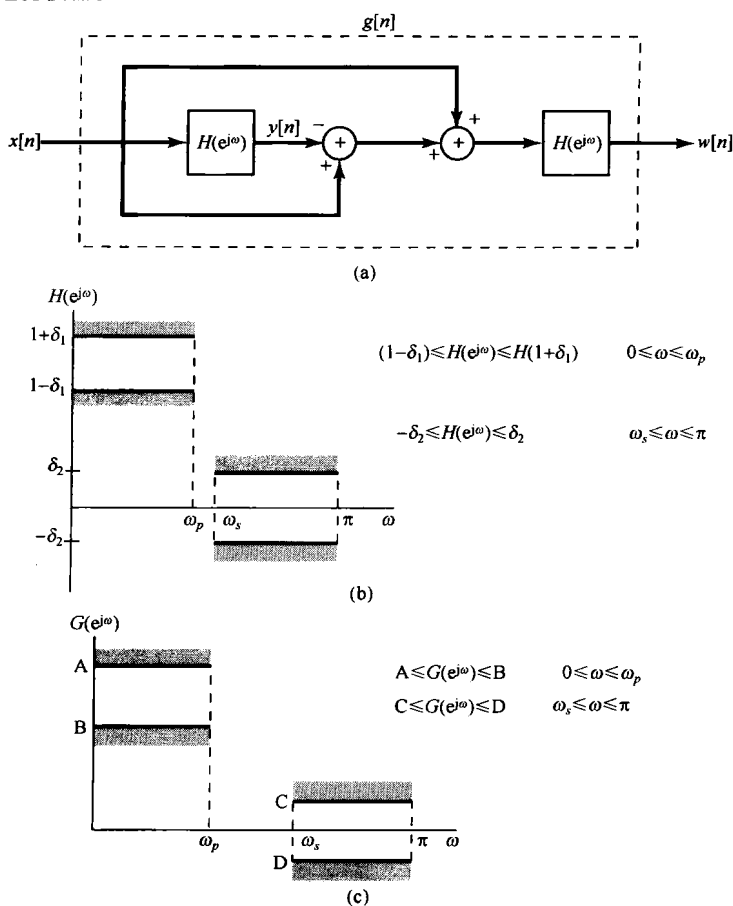 g[n]
x[n]
H(e^jω)
y[n]
−
+
+
+
+
+
H(e^jω)
w[n]
(a)
H(e^jω)
1+δ₁
1−δ₁
δ₂
−δ₂
ω_p
ω_s
π
ω
(1−δ₁)⩽H(e^jω)⩽H(1+δ₁) 0⩽ω⩽ω_p
−δ₂⩽H(e^jω)⩽δ₂ ω_s⩽ω⩽π
(b)
G(e^jω)
A
B
C
D
ω_p
ω_s
π
ω
A⩽G(e^jω)⩽B 0⩽ω⩽ω_p
C⩽G(e^jω)⩽D ω_s⩽ω⩽π
(c)